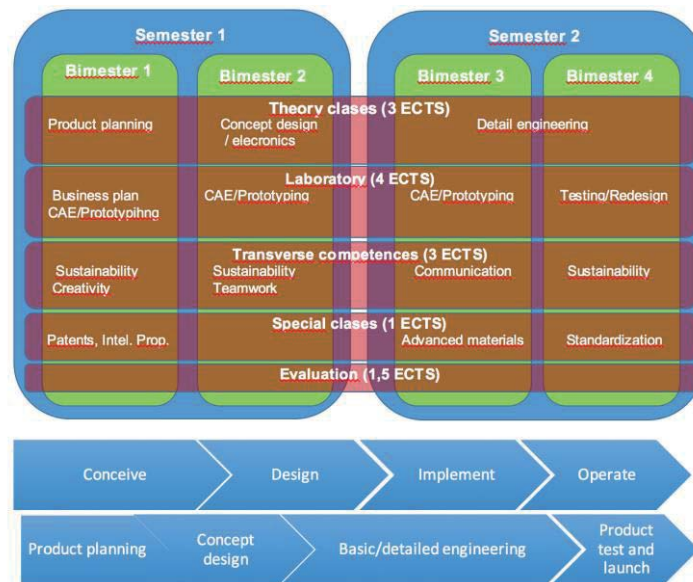 Semester 1
Semester 2
Bimester 1
Bimester 2
Bimester 3
Bimester 4
Theory clases (3 ECTS)
Product planning
Concept design
/ elecronics
Detail engineering
Laboratory (4 ECTS)
Business plan
CAE/Prototypihng
CAE/Prototyping
CAE/Prototyping
Testing/Redesign
Transverse competences (3 ECTS)
Sustainability
Creativity
Sustainability
Teamwork
Communication
Sustainability
Special clases (1 ECTS)
Patents, Intel. Prop.
Advanced materials
Standardization
Evaluation (1,5 ECTS)
Conceive
Design
Implement
Operate
Product planning
Concept
design
Basic/detailed engineering
Product
test and
launch